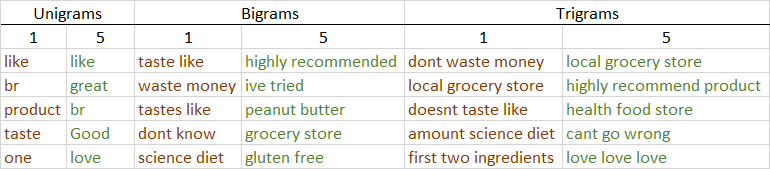 Unigrams Bigrams Trigrams
1 5 1 5 1 5
like like taste like highly recommended dont waste money local grocery store
br great waste money ive tried local grocery store highly recommend product
product br tastes like peanut butter doesnt taste like health food store
taste Good dont know grocery store amount science diet cant go wrong
one love science diet gluten free first two ingredients love love love